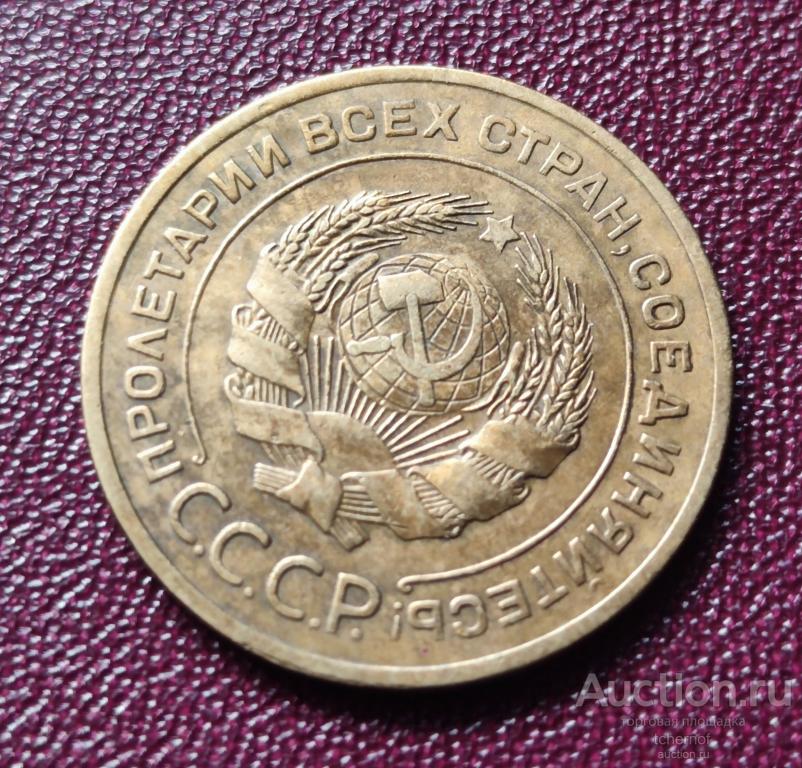 ПРОЛЕТАРИИ ВСЕХ СТРАН, СОЕДИНЯЙТЕСЬ!
С.С.С.Р.
Auction.ru
торговая площадка
tchernof
auction.ru